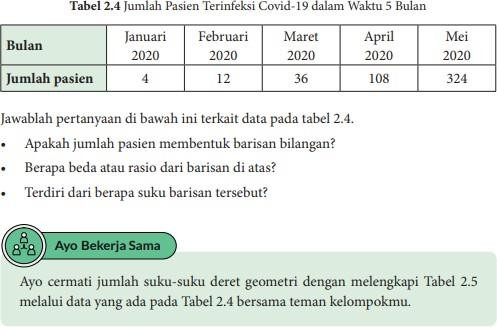 Tabel 2.4 Jumlah Pasien Terinfeksi Covid-19 dalam Waktu 5 Bulan
Bulan Januari 2020 Februari 2020 Maret 2020 April 2020 Mei 2020
Jumlah pasien 4 12 36 108 324
Jawablah pertanyaan di bawah ini terkait data pada tabel 2.4.
• Apakah jumlah pasien membentuk barisan bilangan?
• Berapa beda atau rasio dari barisan di atas?
• Terdiri dari berapa suku barisan tersebut?
Ayo Bekerja Sama
Ayo cermati jumlah suku-suku deret geometri dengan melengkapi Tabel 2.5
melalui data yang ada pada Tabel 2.4 bersama teman kelompokmu.